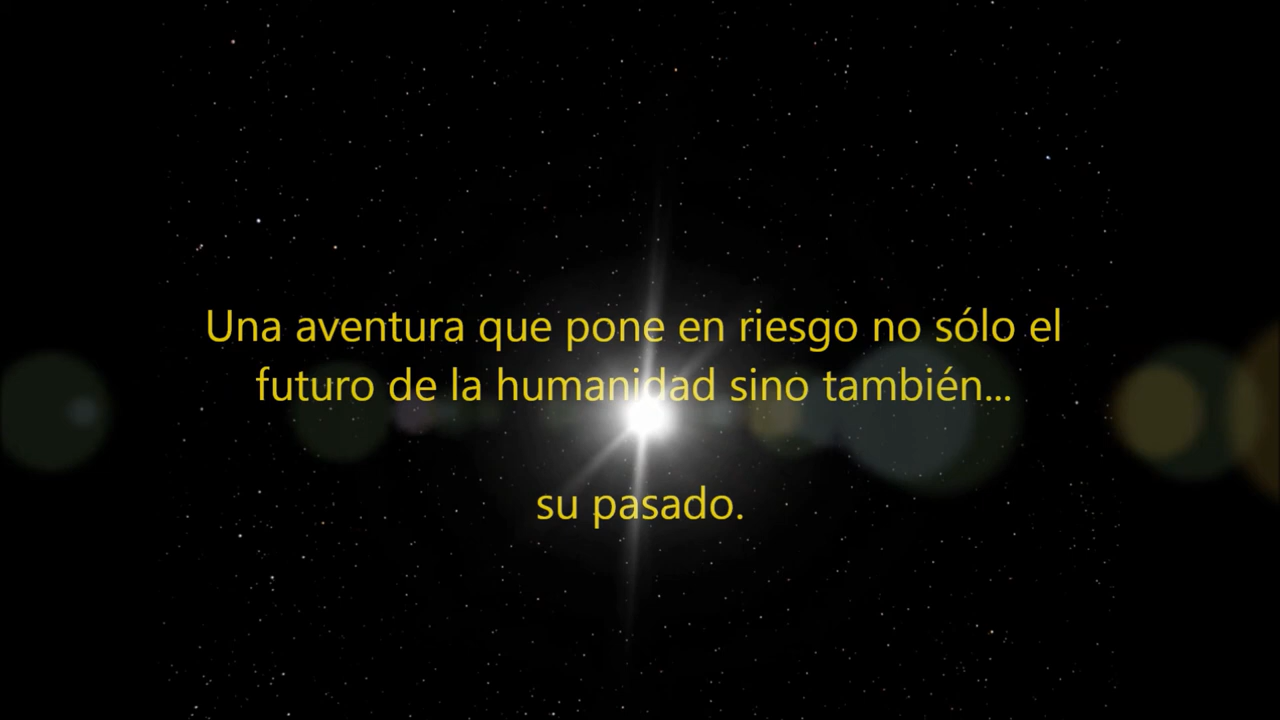 Una aventura que pone en riesgo no sólo el
futuro de la humanidad sino también...
su pasado.